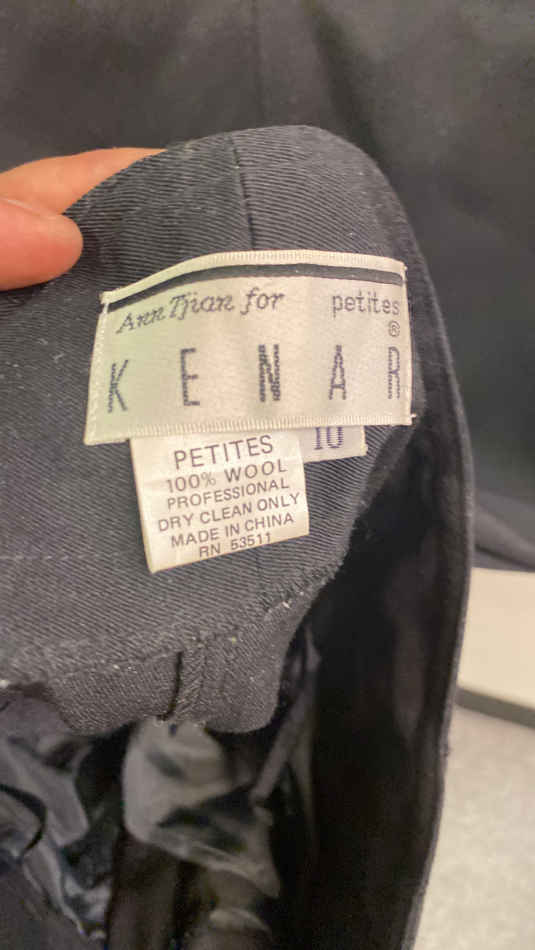 Ann Tjian for petites
®
KENAR
10
PETITES
100% WOOL
PROFESSIONAL
DRY CLEAN ONLY
MADE IN CHINA
RN 53511